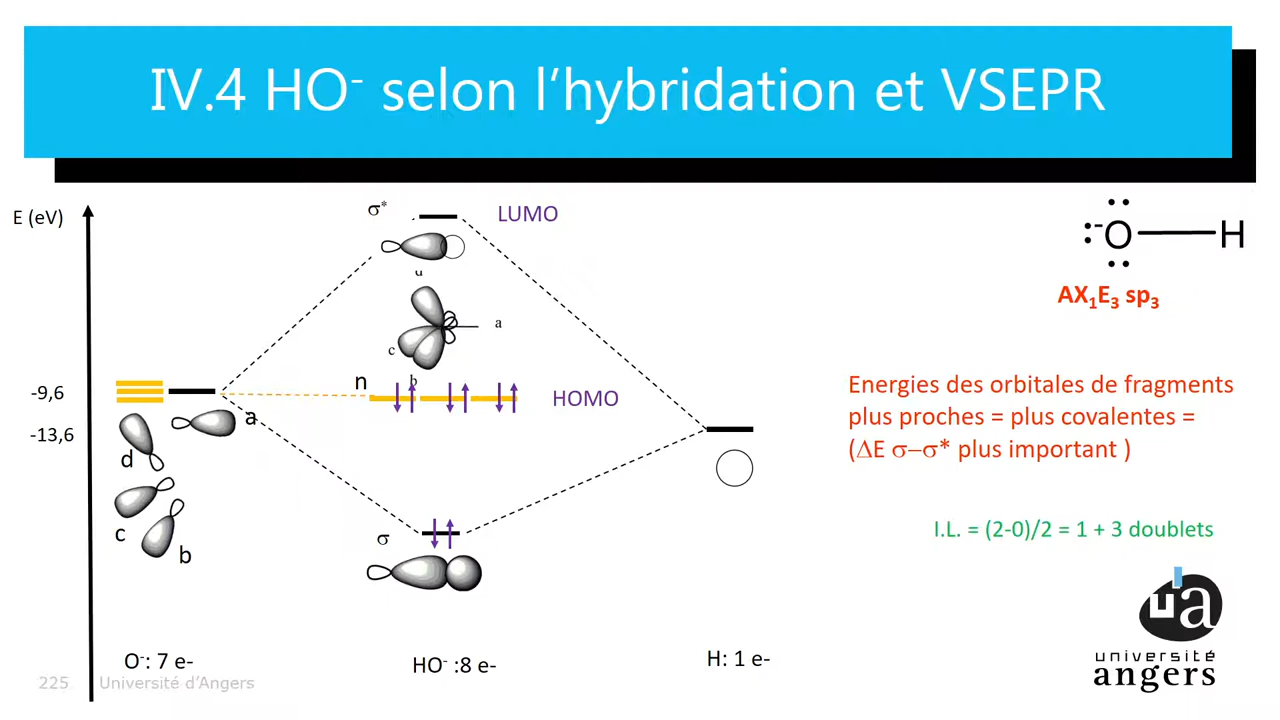 IV.4 HO⁻ selon l'hybridation et VSEPR
E (eV)
σ*
LUMO
:⁻O—H
AX₁E₃ sp₃
d
a
c
b
-9,6
-13,6
n
HOMO
a
d
c
b
Energies des orbitales de fragments
plus proches = plus covalentes =
(ΔE σ−σ* plus important )
σ
I.L. = (2-0)/2 = 1 + 3 doublets
O⁻: 7 e-
HO⁻ :8 e-
H: 1 e-
ua
université
angers
225
Université d'Angers